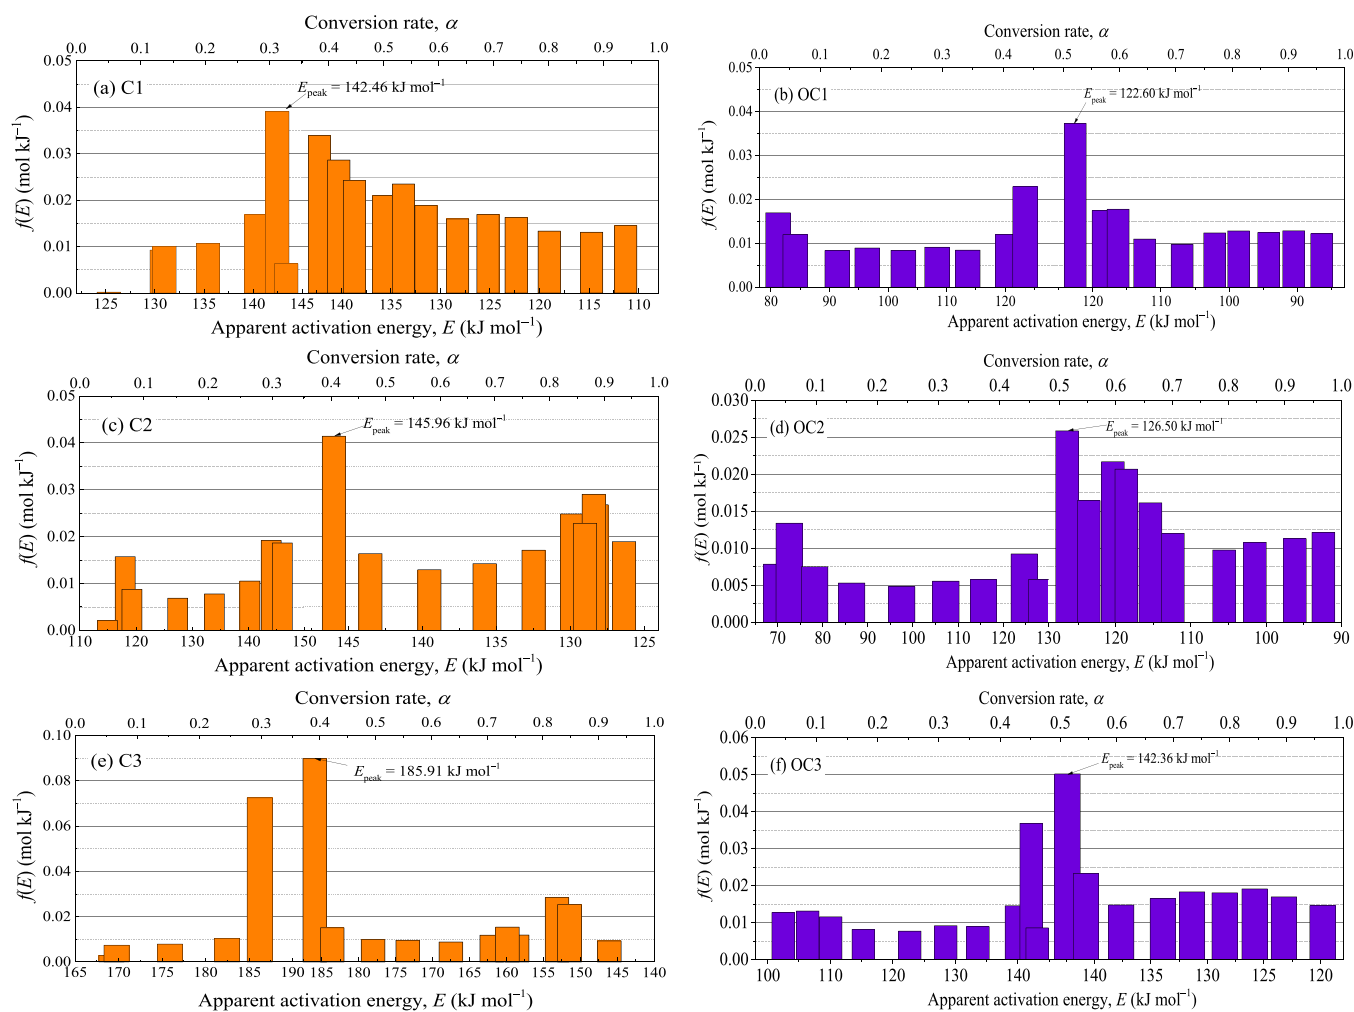 Conversion rate, α
0.0 0.1 0.2 0.3 0.4 0.5 0.6 0.7 0.8 0.9 1.0
(a) C1
E_peak = 142.46 kJ mol⁻¹
f(E) (mol kJ⁻¹)
0.05
0.04
0.03
0.02
0.01
0.00
125 130 135 140 145 140 135 130 125 120 115 110
Apparent activation energy, E (kJ mol⁻¹)
Conversion rate, α
0.0 0.1 0.2 0.3 0.4 0.5 0.6 0.7 0.8 0.9 1.0
(b) OC1
E_peak = 122.60 kJ mol⁻¹
f(E) (mol kJ⁻¹)
0.05
0.04
0.03
0.02
0.01
0.00
80 90 100 110 120 120 110 100 90
Apparent activation energy, E (kJ mol⁻¹)
Conversion rate, α
0.0 0.1 0.2 0.3 0.4 0.5 0.6 0.7 0.8 0.9 1.0
(c) C2
E_peak = 145.96 kJ mol⁻¹
f(E) (mol kJ⁻¹)
0.05
0.04
0.03
0.02
0.01
0.00
110 120 130 140 150 145 140 135 130 125
Apparent activation energy, E (kJ mol⁻¹)
Conversion rate, α
0.0 0.1 0.2 0.3 0.4 0.5 0.6 0.7 0.8 0.9 1.0
(d) OC2
E_peak = 126.50 kJ mol⁻¹
f(E) (mol kJ⁻¹)
0.030
0.025
0.020
0.015
0.010
0.005
0.000
70 80 90 100 110 120 130 120 110 100 90
Apparent activation energy, E (kJ mol⁻¹)
Conversion rate, α
0.0 0.1 0.2 0.3 0.4 0.5 0.6 0.7 0.8 0.9 1.0
(e) C3
E_peak = 185.91 kJ mol⁻¹
f(E) (mol kJ⁻¹)
0.10
0.08
0.06
0.04
0.02
0.00
165 170 175 180 185 190 185 180 175 170 165 160 155 150 145 140
Apparent activation energy, E (kJ mol⁻¹)
Conversion rate, α
0.0 0.1 0.2 0.3 0.4 0.5 0.6 0.7 0.8 0.9 1.0
(f) OC3
E_peak = 142.36 kJ mol⁻¹
f(E) (mol kJ⁻¹)
0.06
0.05
0.04
0.03
0.02
0.01
0.00
100 110 120 130 140 140 135 130 125 120
Apparent activation energy, E (kJ mol⁻¹)